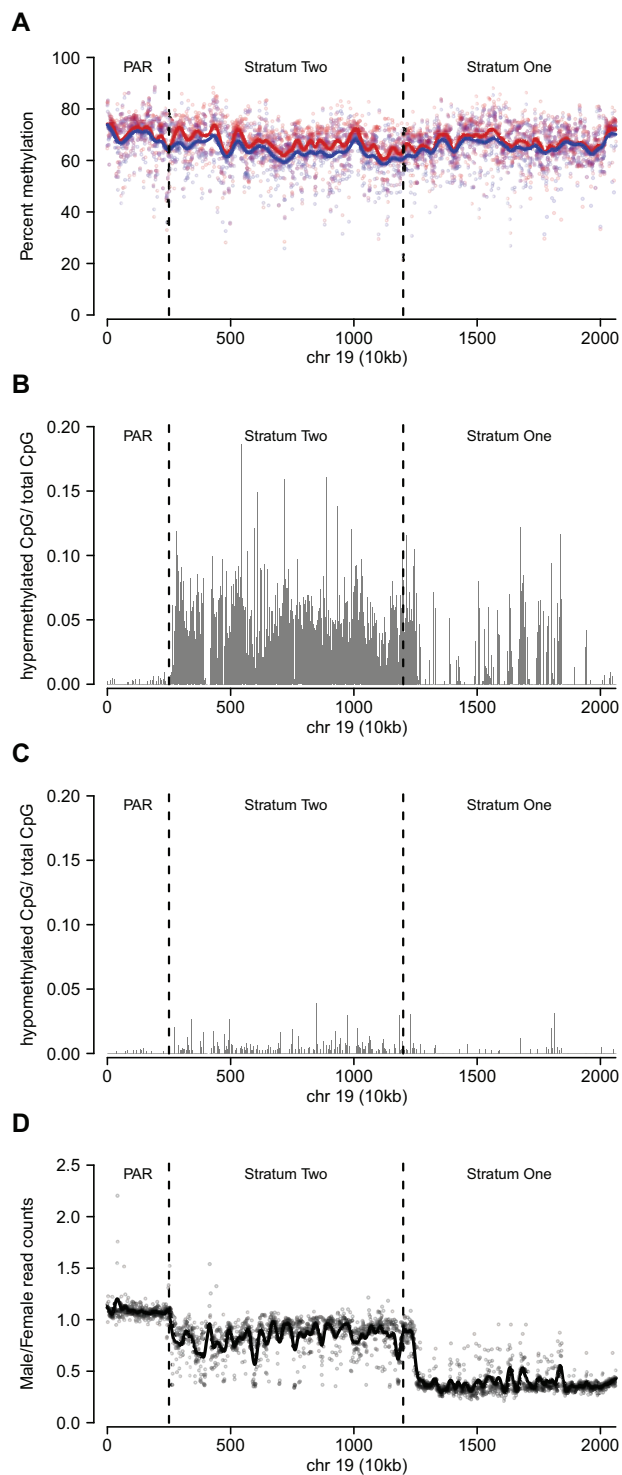 A
100
PAR
Stratum Two
Stratum One
80
60
40
20
0
Percent methylation
0
500
1000
1500
2000
chr 19 (10kb)
B
0.20
PAR
Stratum Two
Stratum One
0.15
0.10
0.05
0.00
hypermethylated CpG/ total CpG
0
500
1000
1500
2000
chr 19 (10kb)
C
0.20
PAR
Stratum Two
Stratum One
0.15
0.10
0.05
0.00
hypomethylated CpG/ total CpG
0
500
1000
1500
2000
chr 19 (10kb)
D
2.5
PAR
Stratum Two
Stratum One
2.0
1.5
1.0
0.5
0.0
Male/Female read counts
0
500
1000
1500
2000
chr 19 (10kb)